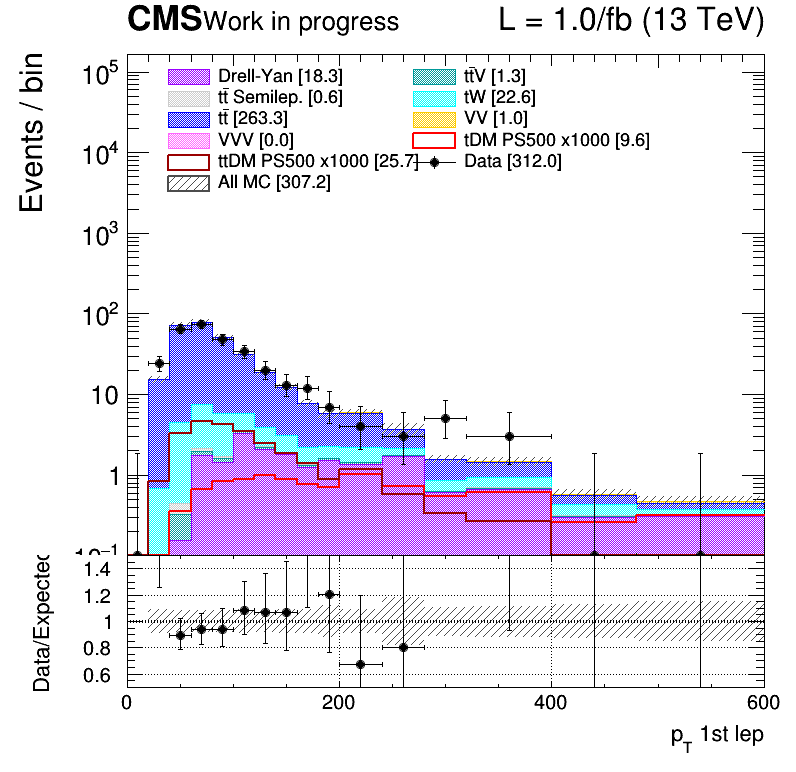 CMS Work in progress L = 1.0/fb (13 TeV)
Events / bin
10⁵
10⁴
10³
10²
10
1
10⁻¹
Drell-Yan [18.3]
tt̄ Semilep. [0.6]
tt̄ [263.3]
VVV [0.0]
ttDM PS500 x1000 [25.7]
All MC [307.2]
tt̄V [1.3]
tW [22.6]
VV [1.0]
tDM PS500 x1000 [9.6]
Data [312.0]
Data/Expected
1.4
1.2
1
0.8
0.6
0 200 400 600
p_T 1st lep